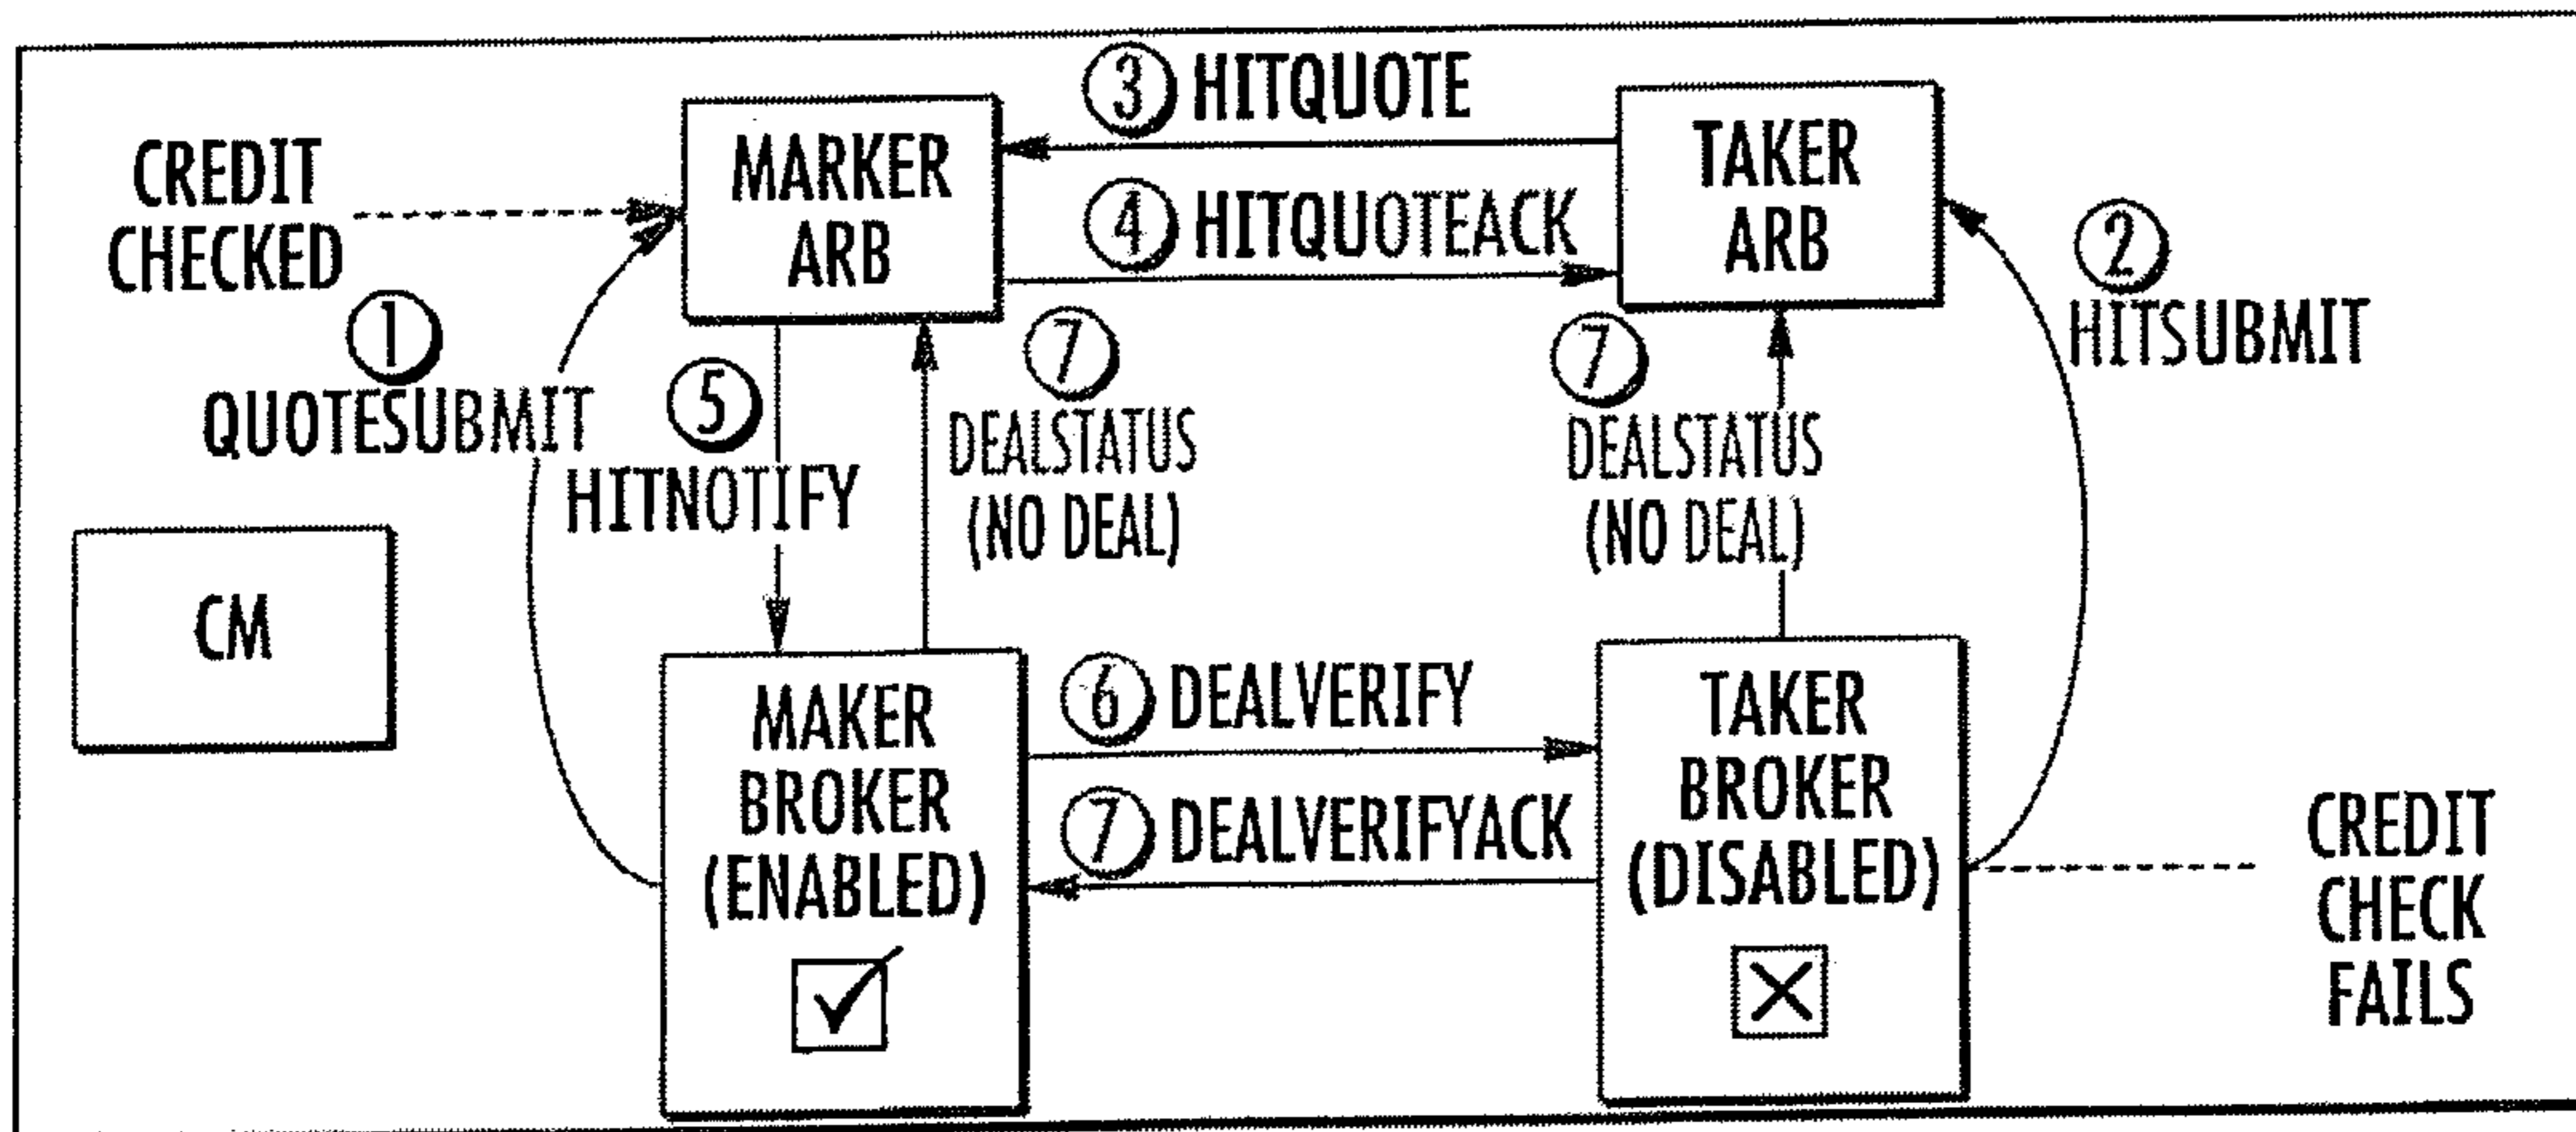 CREDIT
CHECKED
MARKER
ARB
3 HITQUOTE
4 HITQUOTEACK
TAKER
ARB
2
HITSUBMIT
1
QUOTESUBMIT
5
HITNOTIFY
7
DEALSTATUS
(NO DEAL)
7
DEALSTATUS
(NO DEAL)
CM
MAKER
BROKER
(ENABLED)
6 DEALVERIFY
7 DEALVERIFYACK
TAKER
BROKER
(DISABLED)
CREDIT
CHECK
FAILS